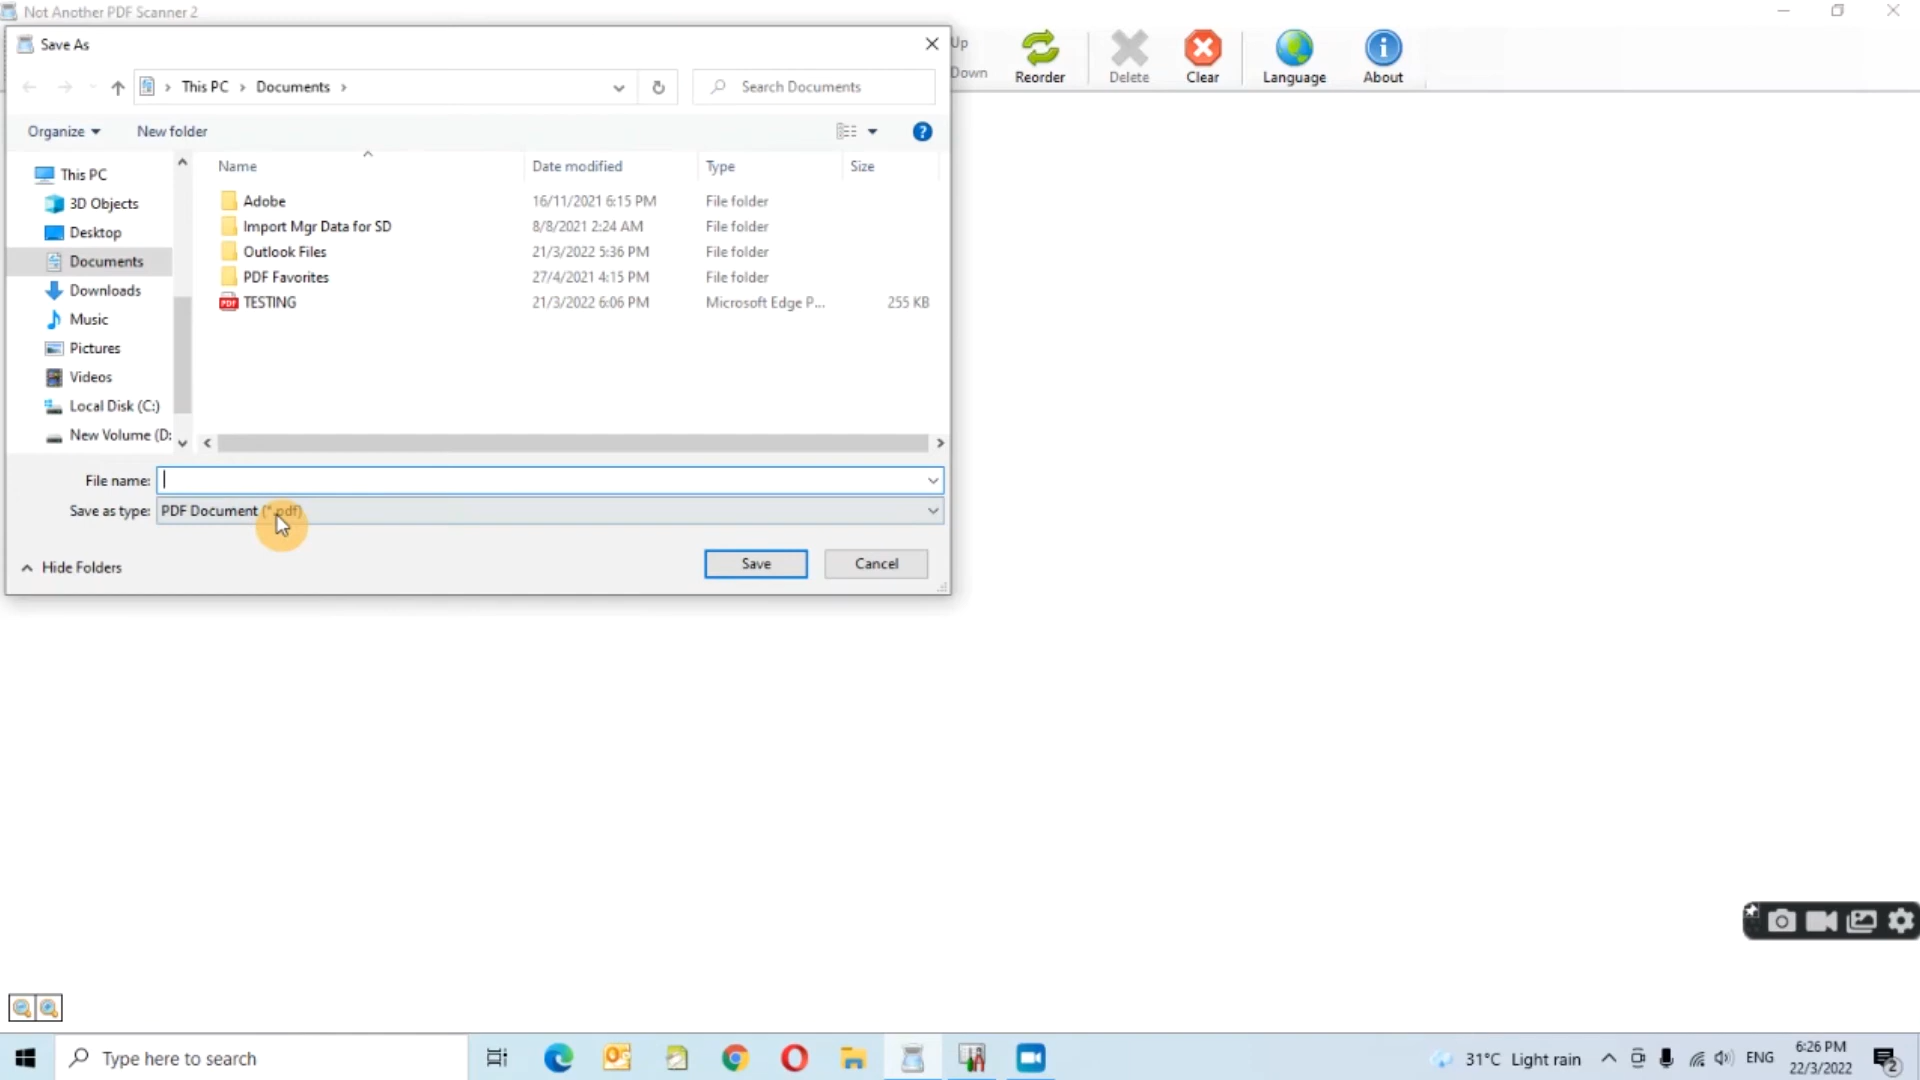 Not Another PDF Scanner 2
Save As
Up
Down
Reorder
Delete
Clear
Language
About
This PC
Documents
Search Documents
Organize
New folder
Name
Date modified
Type
Size
This PC
3D Objects
Desktop
Documents
Downloads
Music
Pictures
Videos
Local Disk (C:)
New Volume (D:
Adobe 16/11/2021 6:15 PM File folder
Import Mgr Data for SD 8/8/2021 2:24 AM File folder
Outlook Files 21/3/2022 5:36 PM File folder
PDF Favorites 27/4/2021 4:15 PM File folder
PDF TESTING 21/3/2022 6:06 PM Microsoft Edge P... 255 KB
File name:
Save as type: PDF Document (*.pdf)
Hide Folders
Save
Cancel
Type here to search
31°C Light rain
ENG
6:26 PM
22/3/2022
2